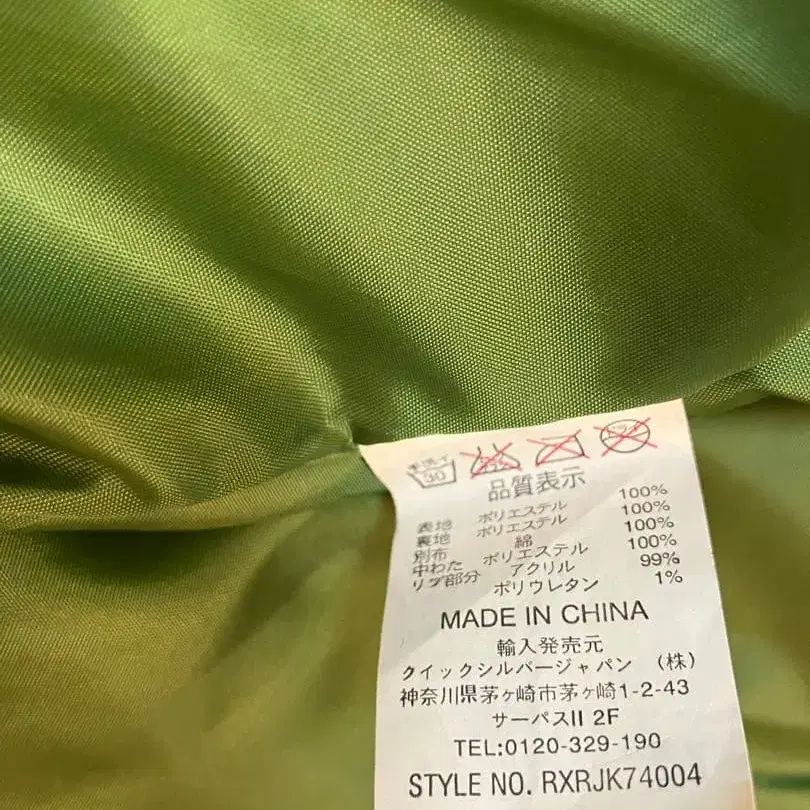 手洗イ
30
ドライ
品質表示
表地 ポリエステル 100%
裏地 ポリエステル 100%
別布 綿 100%
中わた ポリエステル 100%
リブ部分 アクリル 99%
ポリウレタン 1%
MADE IN CHINA
輸入発売元
クイックシルバージャパン (株)
神奈川県茅ヶ崎市茅ヶ崎1-2-43
サーパスII 2F
TEL:0120-329-190
STYLE NO. RXRJK74004